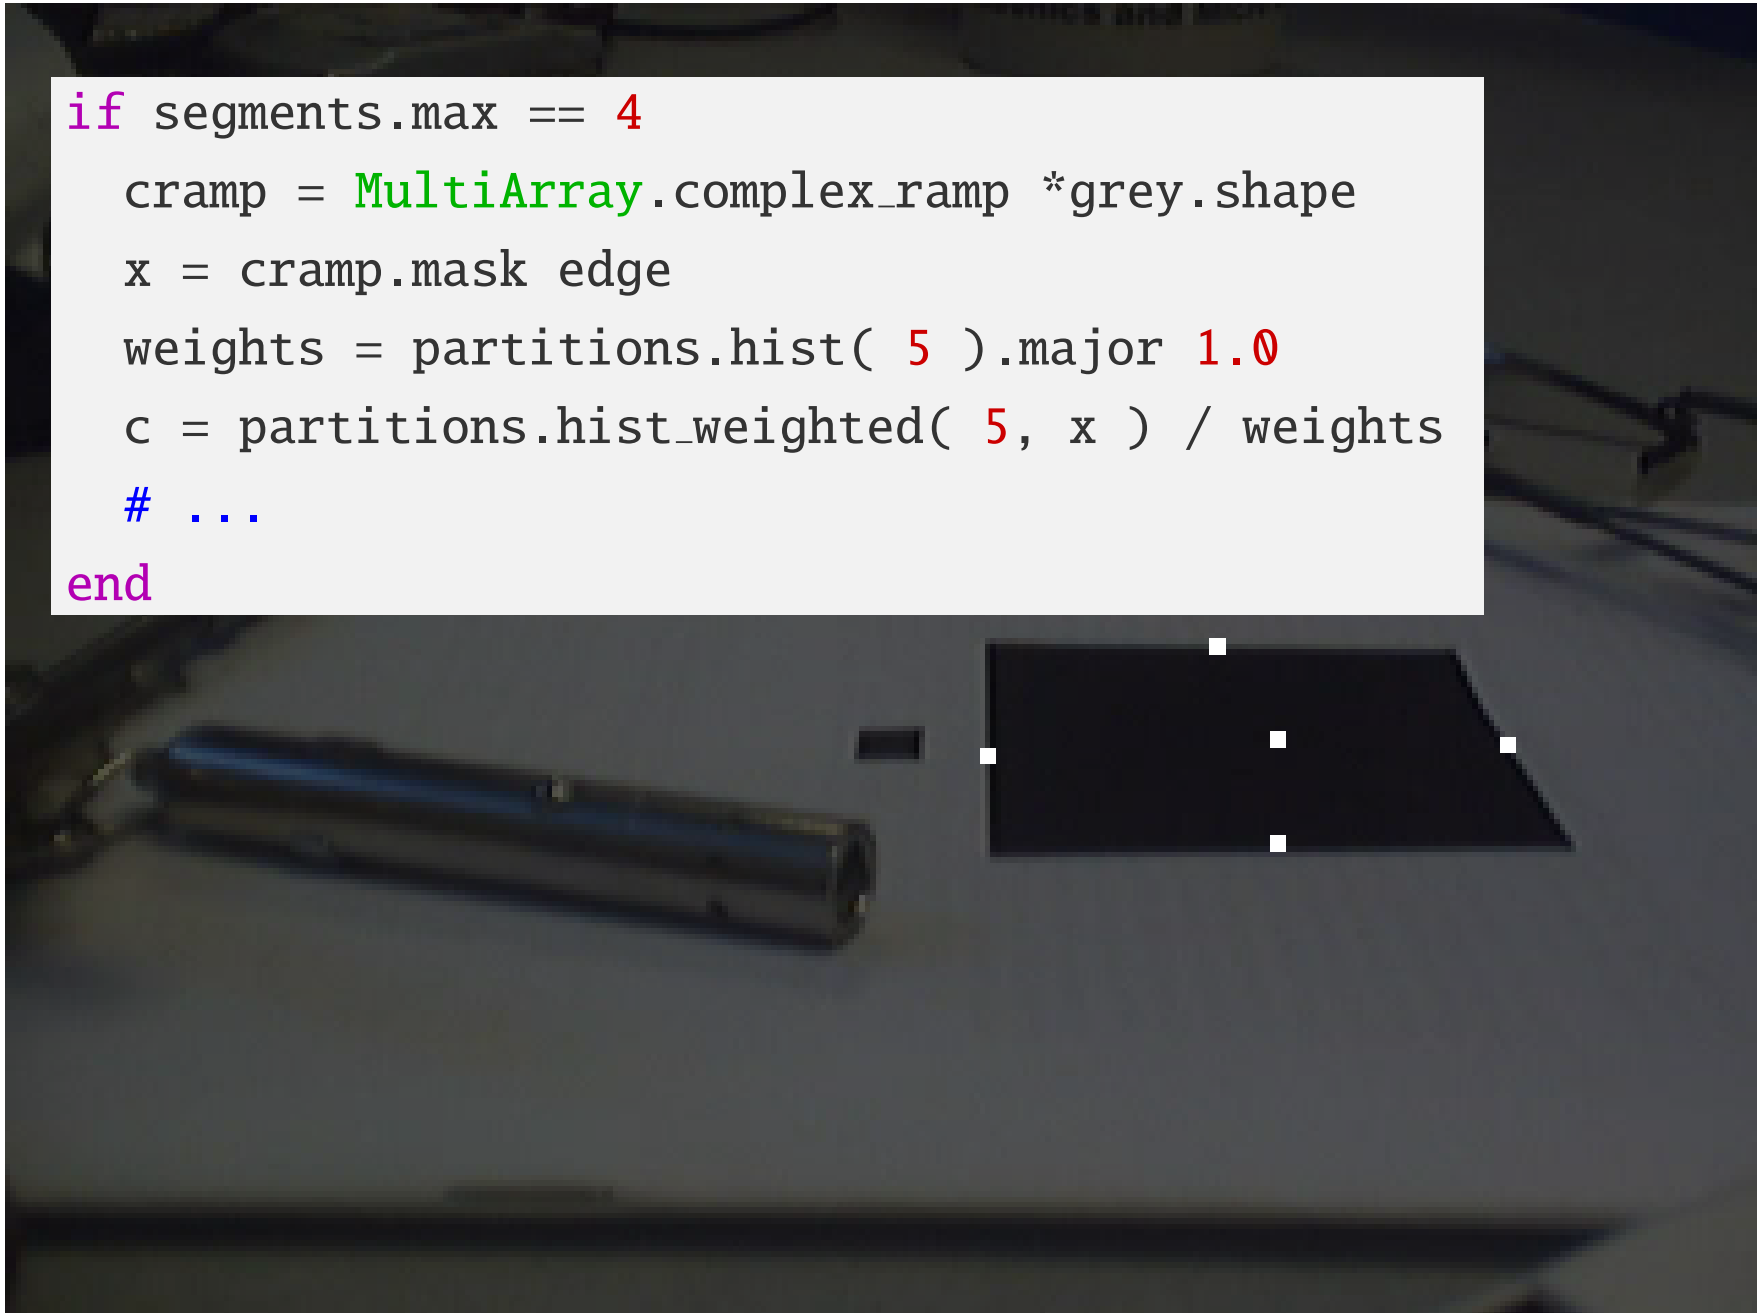 if segments.max == 4
  cramp = MultiArray.complex_ramp *grey.shape
  x = cramp.mask edge
  weights = partitions.hist( 5 ).major 1.0
  c = partitions.hist_weighted( 5, x ) / weights
  # ...
end